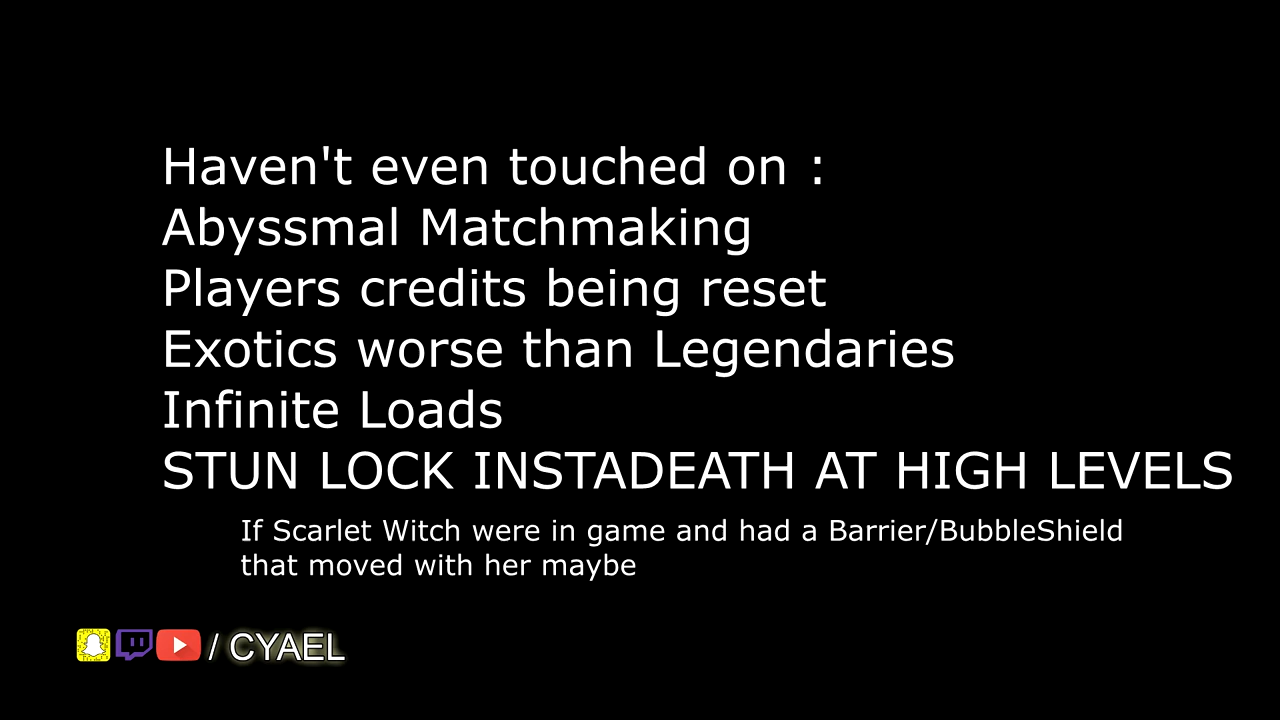 Haven't even touched on :
Abyssmal Matchmaking
Players credits being reset
Exotics worse than Legendaries
Infinite Loads
STUN LOCK INSTADEATH AT HIGH LEVELS
If Scarlet Witch were in game and had a Barrier/BubbleShield
that moved with her maybe
/ CYAEL